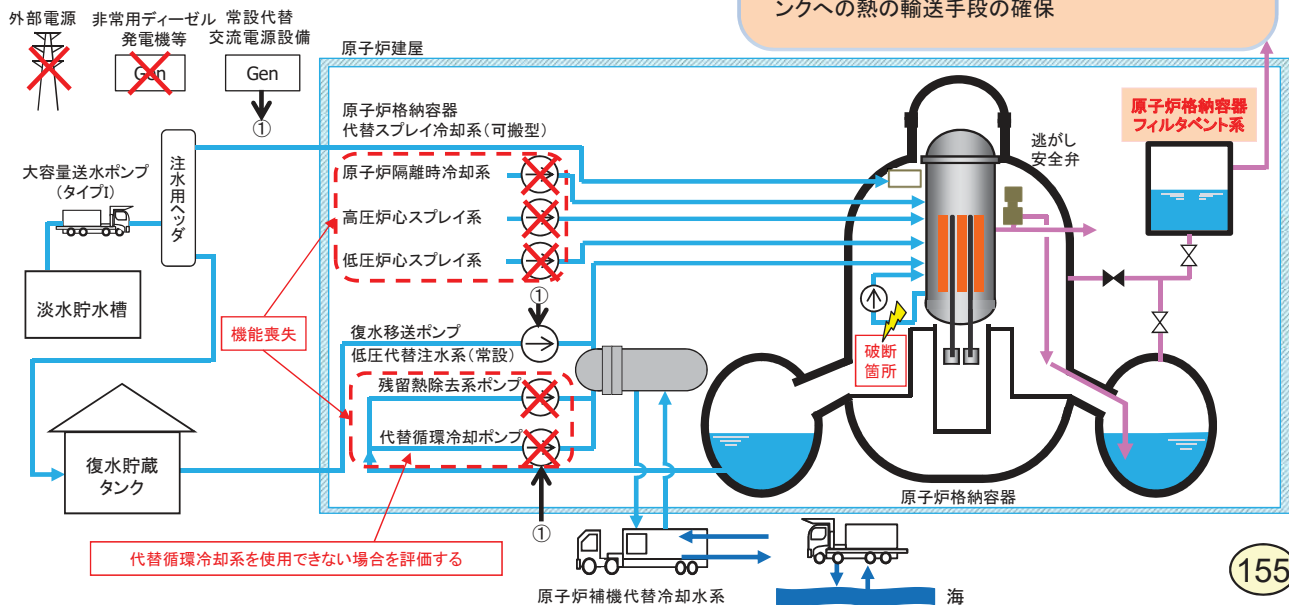 ンクへの熱の輸送手段の確保
外部電源
非常用ディーゼル
発電機等
常設代替
交流電源設備
Gen
Gen
①
原子炉建屋
原子炉格納容器
代替スプレイ冷却系(可搬型)
原子炉隔離時冷却系
高圧炉心スプレイ系
低圧炉心スプレイ系
大容量送水ポンプ
(タイプⅠ)
注水用ヘッダ
淡水貯水槽
機能喪失
①
復水移送ポンプ
低圧代替注水系(常設)
残留熱除去系ポンプ
代替循環冷却ポンプ
復水貯蔵
タンク
①
代替循環冷却系を使用できない場合を評価する
逃がし
安全弁
原子炉格納容器
フィルタベント系
破断
箇所
原子炉格納容器
原子炉補機代替冷却水系
海
155